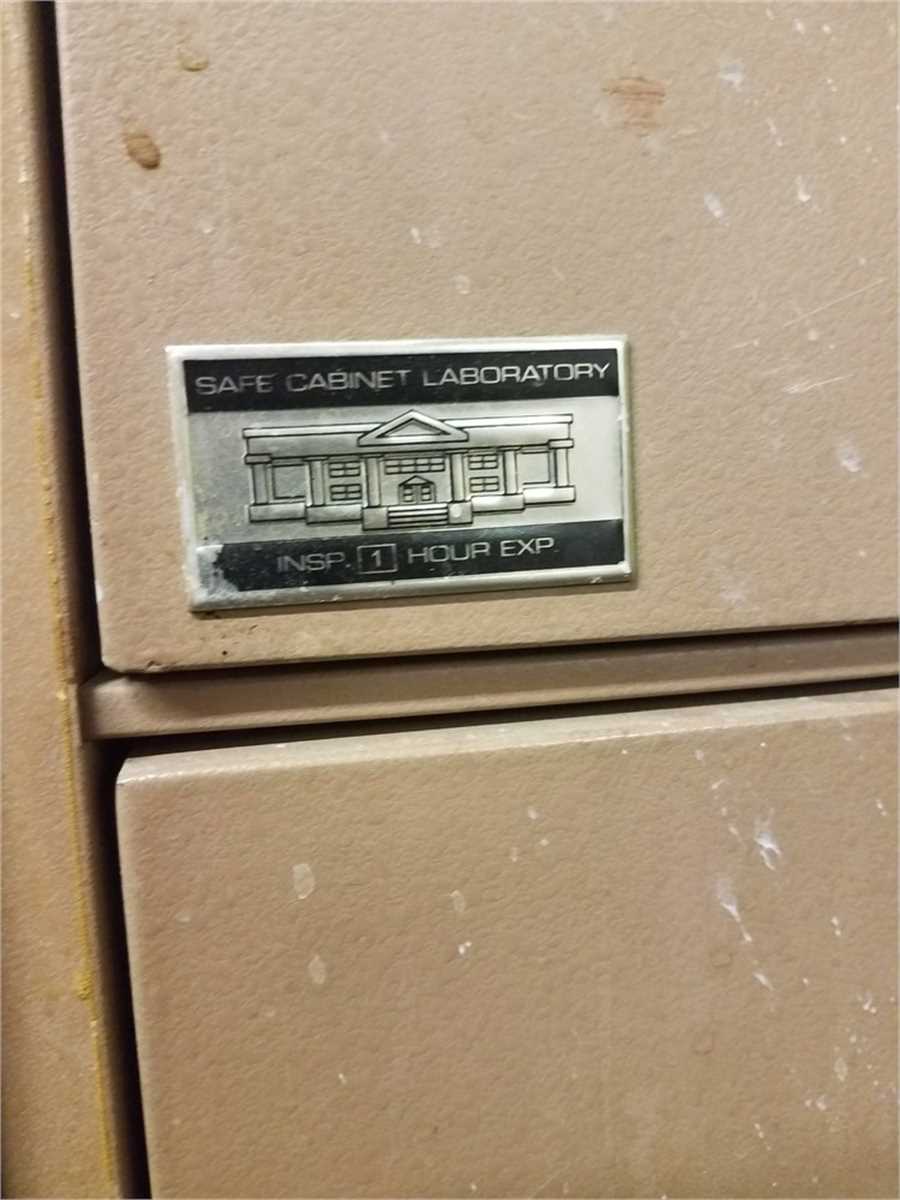 SAFE CABINET LABORATORY
INSP. 1 HOUR EXP.